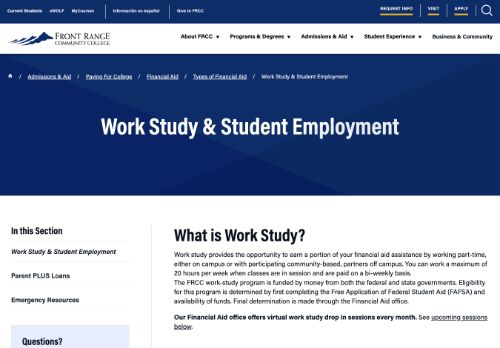 Current Students eWOLF MyCourses Información en español Give to FRCC REQUEST INFO VISIT APPLY
FRONT RANGE
COMMUNITY COLLEGE
About FRCC ▼ Programs & Degrees ▼ Admissions & Aid ▼ Student Experience ▼ Business & Community
/ Admissions & Aid / Paying For College / Financial Aid / Types of Financial Aid / Work Study & Student Employment
Work Study & Student Employment
In this Section
Work Study & Student Employment
Parent PLUS Loans
Emergency Resources
Questions?
What is Work Study?
Work study provides the opportunity to earn a portion of your financial aid assistance by working part-time,
either on campus or with participating community-based, partners off campus. You can work a maximum of
20 hours per week when classes are in session and are paid on a bi-weekly basis.
The FRCC work-study program is funded by money from both the federal and state governments. Eligibility
for this program is determined by first completing the Free Application of Federal Student Aid (FAFSA) and
availability of funds. Final determination is made through the Financial Aid office.
Our Financial Aid office offers virtual work study drop in sessions every month. See upcoming sessions
below.